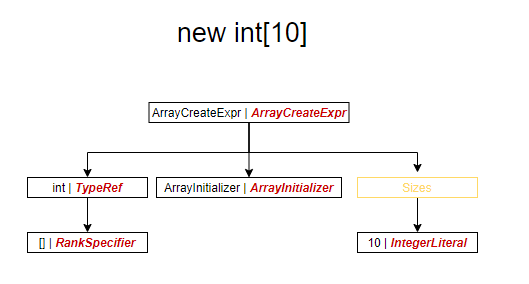 new int[10]
ArrayCreateExpr | ArrayCreateExpr
int | TypeRef
ArrayInitializer | ArrayInitializer
Sizes
[] | RankSpecifier
10 | IntegerLiteral